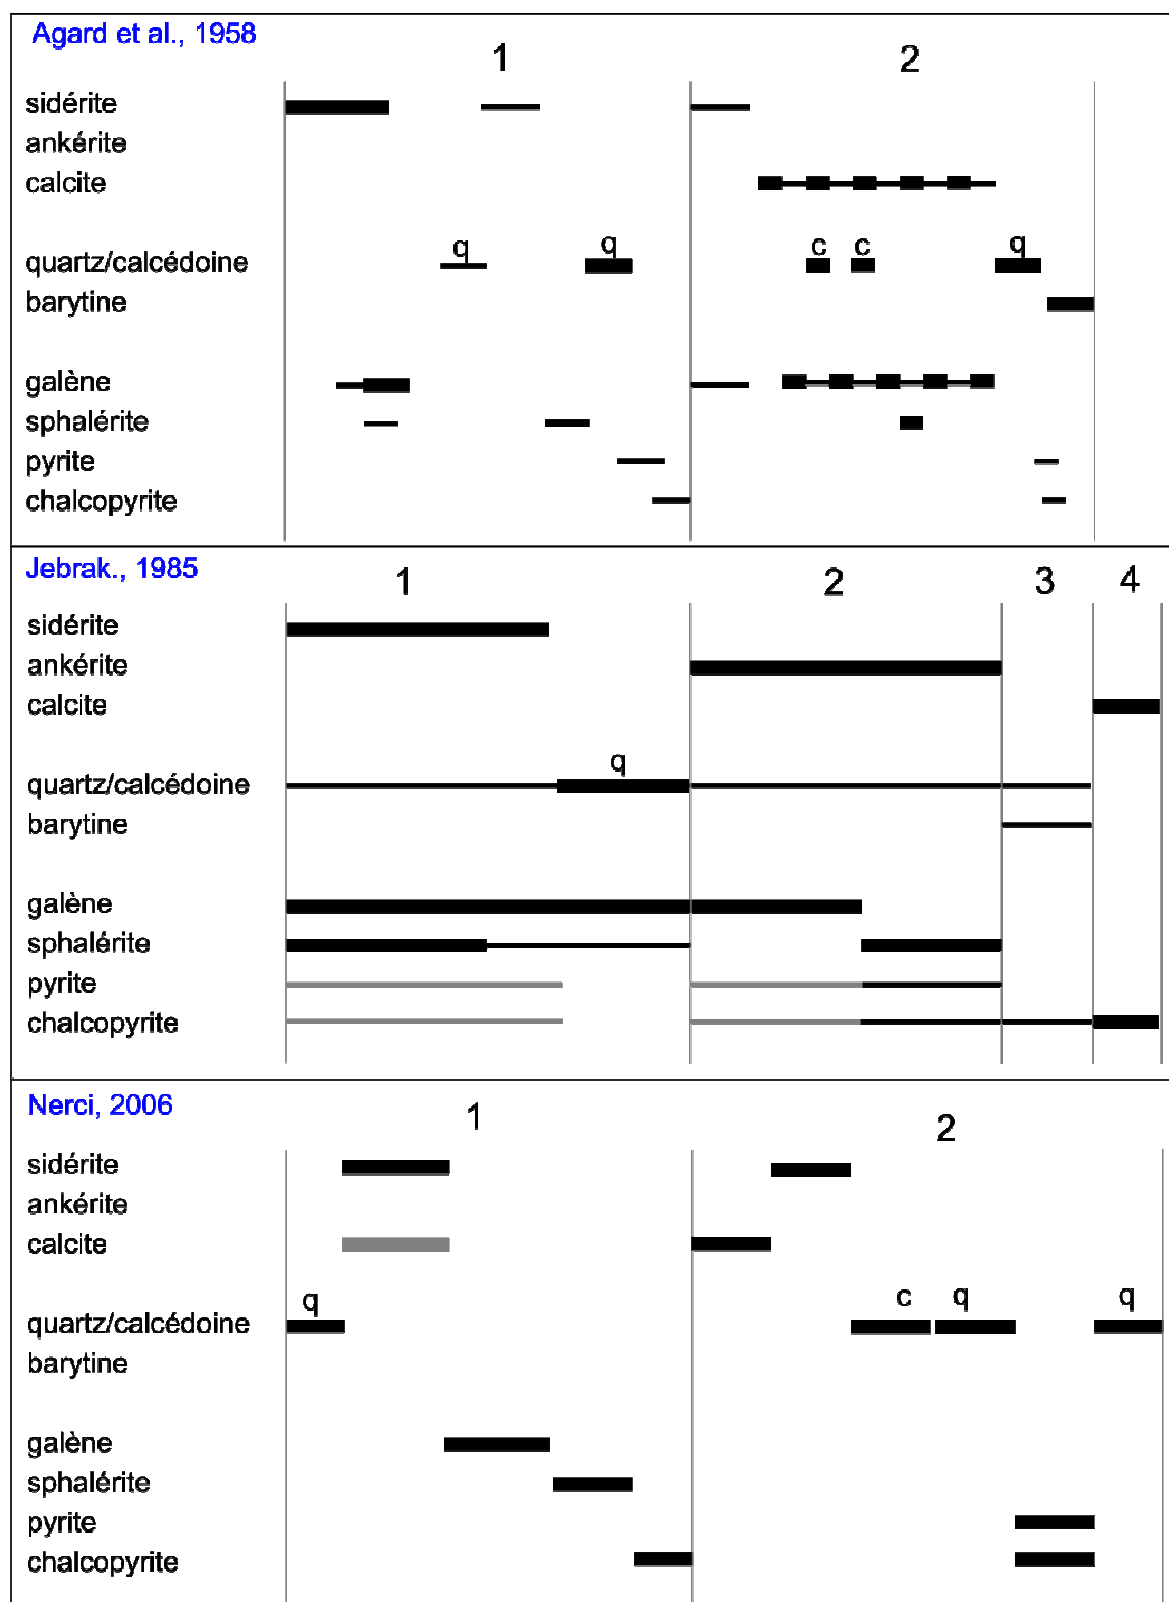 Agard et al., 1958
1 2
sidérite
ankérite
calcite
q q c c q
quartz/calcédoine
barytine
galène
sphalérite
pyrite
chalcopyrite
Jebrak., 1985
1 2 3 4
sidérite
ankérite
calcite
q
quartz/calcédoine
barytine
galène
sphalérite
pyrite
chalcopyrite
Nerci, 2006
1 2
sidérite
ankérite
calcite
q c q q
quartz/calcédoine
barytine
galène
sphalérite
pyrite
chalcopyrite